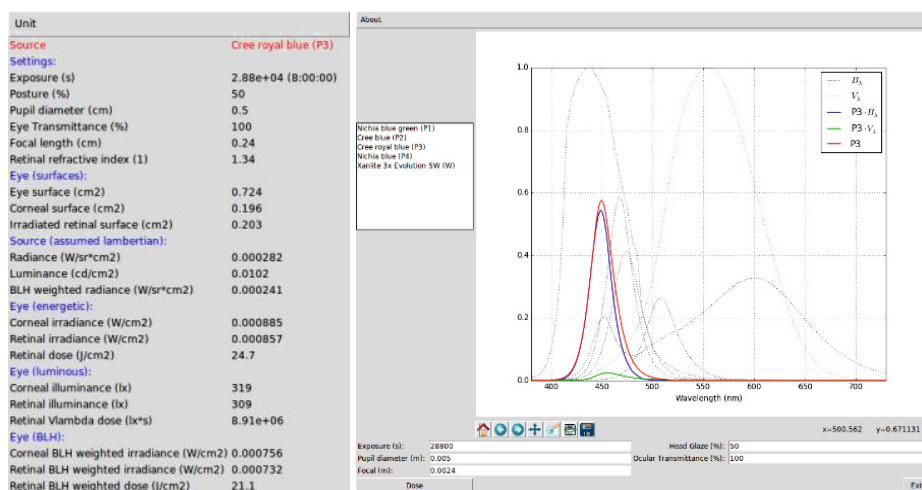 Unit
Source Cree royal blue (P3)
Settings:
Exposure (s) 2.88e+04 (8:00:00)
Posture (%) 50
Pupil diameter (cm) 0.5
Eye Transmittance (%) 100
Focal length (cm) 0.24
Retinal refractive index (1) 1.34
Eye (surfaces):
Eye surface (cm2) 0.724
Corneal surface (cm2) 0.196
Irradiated retinal surface (cm2) 0.203
Source (assumed lambertian):
Radiance (W/sr*cm2) 0.000282
Luminance (cd/cm2) 0.0102
BLH weighted radiance (W/sr*cm2) 0.000241
Eye (energetic):
Corneal irradiance (W/cm2) 0.000885
Retinal irradiance (W/cm2) 0.000857
Retinal dose (J/cm2) 24.7
Eye (luminous):
Corneal illuminance (lx) 319
Retinal illuminance (lx) 309
Retinal Vlambda dose (lx*s) 8.91e+06
Eye (BLH):
Corneal BLH weighted irradiance (W/cm2) 0.000756
Retinal BLH weighted irradiance (W/cm2) 0.000732
Retinal BLH weighted dose (J/cm2) 21.1
About
Nichia blue green (P1)
Cree blue (P2)
Cree royal blue (P3)
Nichia blue (P4)
Xanlite 3x Evolution 5W (W)
1.0
0.8
0.6
0.4
0.2
0.0
400 450 500 550 600 650 700
Wavelength (nm)
Bλ
Vλ
P3·Bλ
P3·Vλ
P3
x=500.562 y=0.671131
Exposure (s): 28800 Head Glaze (%): 50
Pupil diameter (m): 0.005 Ocular Transmittance (%): 100
Focal (m): 0.0024
Dose